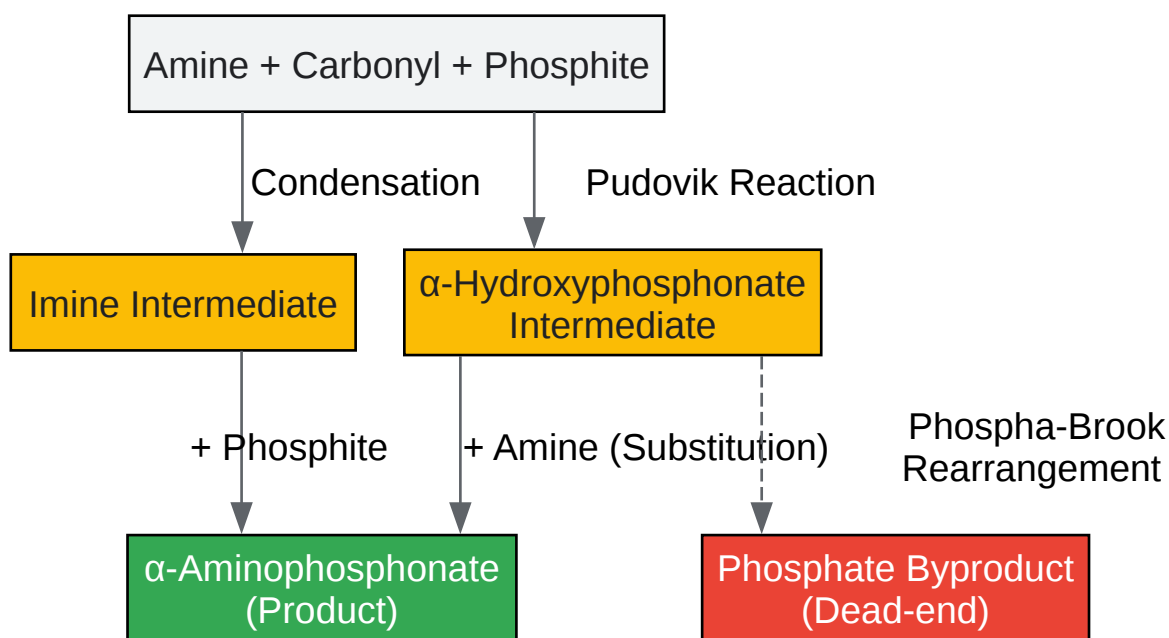 Amine + Carbonyl + Phosphite
Condensation
Pudovik Reaction
Imine Intermediate
α-Hydroxyphosphonate
Intermediate
+ Phosphite
+ Amine (Substitution)
Phospha-Brook
Rearrangement
α-Aminophosphonate
(Product)
Phosphate Byproduct
(Dead-end)